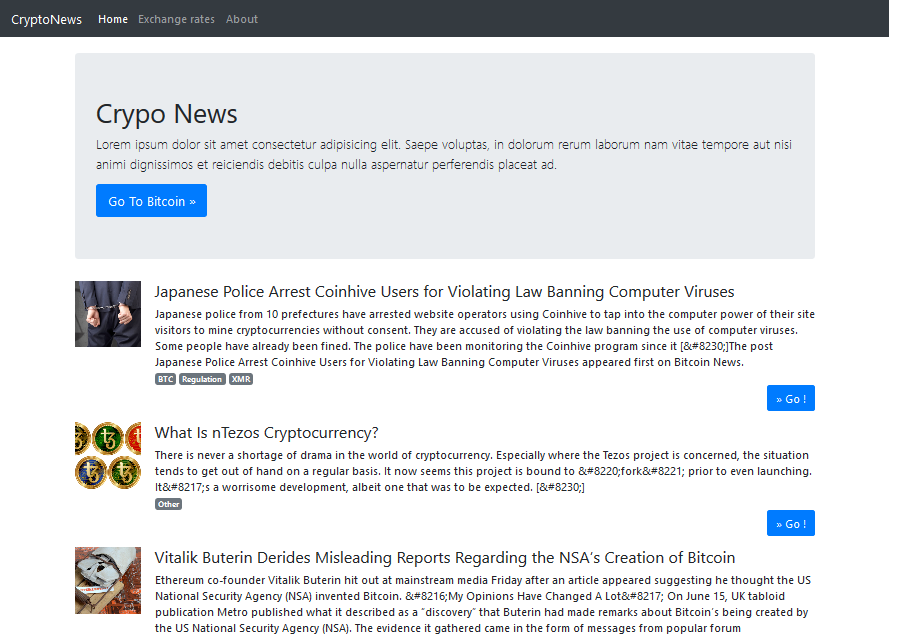 CryptoNews Home Exchange rates About
Crypo News
Lorem ipsum dolor sit amet consectetur adipisicing elit. Saepe voluptas, in dolorum rerum laborum nam vitae tempore aut nisi
animi dignissimos et reiciendis debitis culpa nulla aspernatur perferendis placeat ad.
Go To Bitcoin »
Japanese Police Arrest Coinhive Users for Violating Law Banning Computer Viruses
Japanese police from 10 prefectures have arrested website operators using Coinhive to tap into the computer power of their site
visitors to mine cryptocurrencies without consent. They are accused of violating the law banning the use of computer viruses.
Some people have already been fined. The police have been monitoring the Coinhive program since it [&#8230;]The post
Japanese Police Arrest Coinhive Users for Violating Law Banning Computer Viruses appeared first on Bitcoin News.
BTC Regulation XMR
» Go !
What Is nTezos Cryptocurrency?
There is never a shortage of drama in the world of cryptocurrency. Especially where the Tezos project is concerned, the situation
tends to get out of hand on a regular basis. It now seems this project is bound to &#8220;fork&#8221; prior to even launching.
It&#8217;s a worrisome development, albeit one that was to be expected. [&#8230;]
Other
» Go !
Vitalik Buterin Derides Misleading Reports Regarding the NSA’s Creation of Bitcoin
Ethereum co-founder Vitalik Buterin hit out at mainstream media Friday after an article appeared suggesting he thought the US
National Security Agency (NSA) invented Bitcoin. &#8216;My Opinions Have Changed A Lot&#8217; On June 15, UK tabloid
publication Metro published what it described as a “discovery” that Buterin had made remarks about Bitcoin’s being created by
the US National Security Agency (NSA). The evidence it gathered came in the form of messages from popular forum